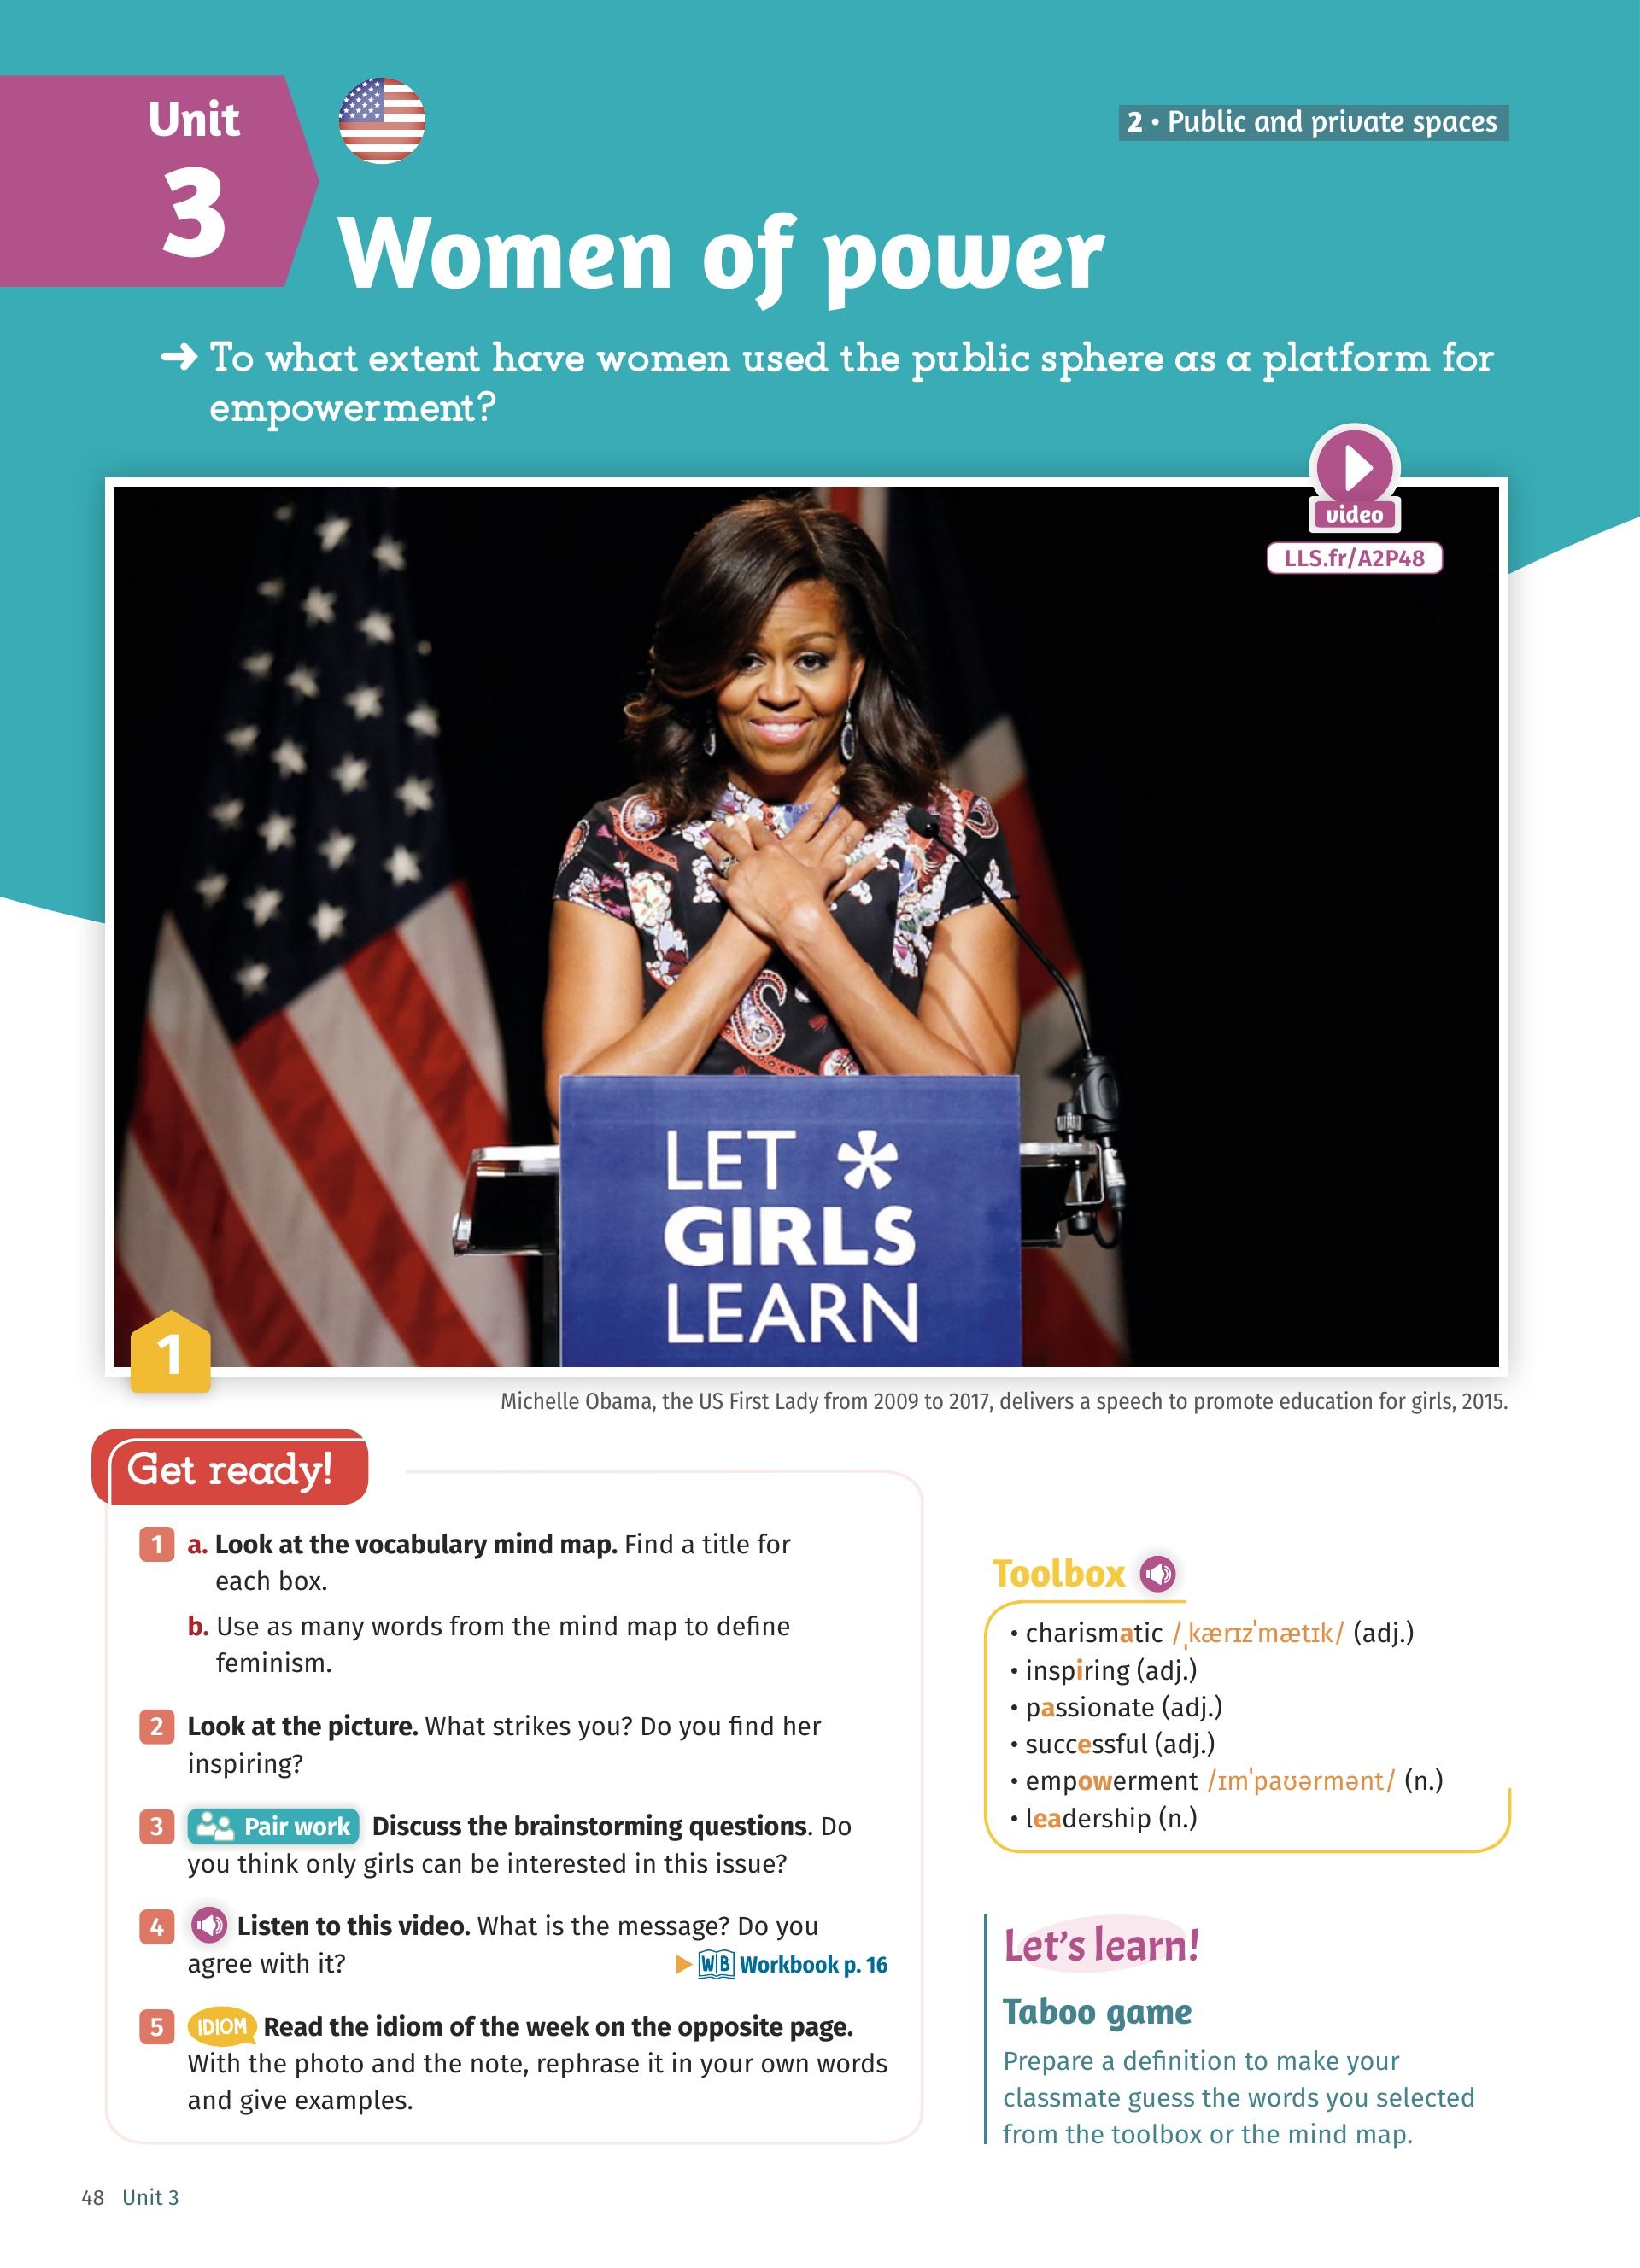 Unit
3
2 • Public and private spaces
Women of power
➜ To what extent have women used the public sphere as a platform for
empowerment?
video
LLS.fr/A2P48
LET *
GIRLS
LEARN
1
Michelle Obama, the US First Lady from 2009 to 2017, delivers a speech to promote education for girls, 2015.
Get ready!
1 a. Look at the vocabulary mind map. Find a title for
each box.
b. Use as many words from the mind map to define
feminism.
2 Look at the picture. What strikes you? Do you find her
inspiring?
3 Pair work Discuss the brainstorming questions. Do
you think only girls can be interested in this issue?
4 Listen to this video. What is the message? Do you
agree with it? ▶ WB Workbook p. 16
5 IDIOM Read the idiom of the week on the opposite page.
With the photo and the note, rephrase it in your own words
and give examples.
Toolbox
• charismatic /ˌkærɪzˈmætɪk/ (adj.)
• inspiring (adj.)
• passionate (adj.)
• successful (adj.)
• empowerment /ɪmˈpaʊərmənt/ (n.)
• leadership (n.)
Let's learn!
Taboo game
Prepare a definition to make your
classmate guess the words you selected
from the toolbox or the mind map.
48 Unit 3